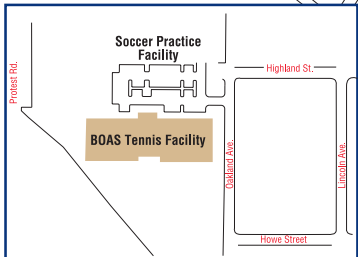 Soccer Practice
Facility
Highland St.
Protest Rd.
BOAS Tennis Facility
Oakland Ave.
Lincoln Ave.
Howe Street